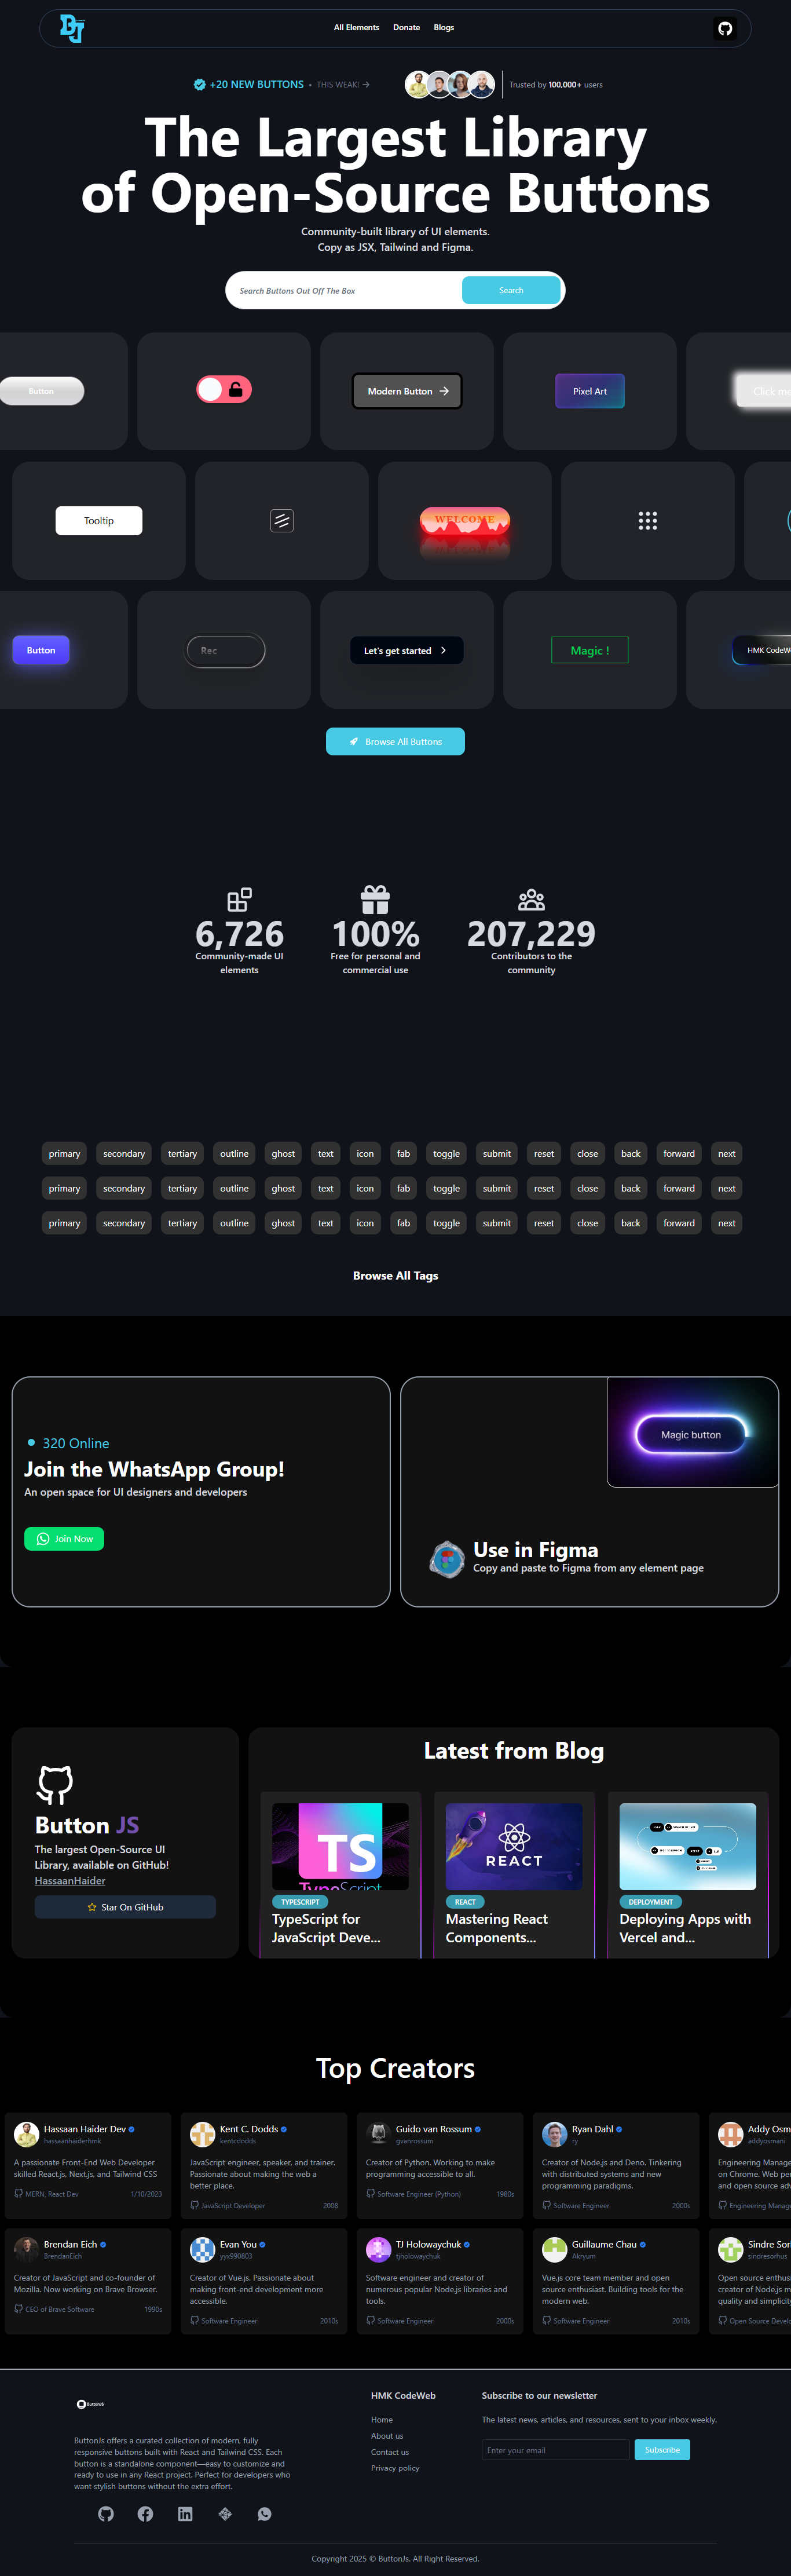 BJ
All Elements Donate Blogs
+20 NEW BUTTONS • THIS WEAK! →
Trusted by 100,000+ users
The Largest Library
of Open-Source Buttons
Community-built library of UI elements.
Copy as JSX, Tailwind and Figma.
Search Buttons Out Off The Box
Search
Button
Modern Button
Pixel Art
Click me
Tooltip
WELCOME
Button
Rec
Let's get started
Magic !
HMK CodeWe
Browse All Buttons
6,726
Community-made UI
elements
100%
Free for personal and
commercial use
207,229
Contributors to the
community
primary secondary tertiary outline ghost text icon fab toggle submit reset close back forward next
primary secondary tertiary outline ghost text icon fab toggle submit reset close back forward next
primary secondary tertiary outline ghost text icon fab toggle submit reset close back forward next
Browse All Tags
320 Online
Join the WhatsApp Group!
An open space for UI designers and developers
Join Now
Magic button
Use in Figma
Copy and paste to Figma from any element page
Button JS
The largest Open-Source UI
Library, available on GitHub!
HassaanHaider
Star On GitHub
Latest from Blog
TS
TypeScript
TYPESCRIPT
TypeScript for
JavaScript Deve...
REACT
REACT
Mastering React
Components...
DEPLOYMENT
Deploying Apps with
Vercel and...
Top Creators
Hassaan Haider Dev
hassaanhaiderhmk
A passionate Front-End Web Developer
skilled React.js, Next.js, and Tailwind CSS
MERN, React Dev 1/10/2023
Kent C. Dodds
kentcdodds
JavaScript engineer, speaker, and trainer.
Passionate about making the web a
better place.
JavaScript Developer 2008
Guido van Rossum
gvanrossum
Creator of Python. Working to make
programming accessible to all.
Software Engineer (Python) 1980s
Ryan Dahl
ry
Creator of Node.js and Deno. Tinkering
with distributed systems and new
programming paradigms.
Software Engineer 2000s
Addy Osm
addyosmani
Engineering Manage
on Chrome. Web per
and open source adv
Engineering Manag
Brendan Eich
BrendanEich
Creator of JavaScript and co-founder of
Mozilla. Now working on Brave Browser.
CEO of Brave Software 1990s
Evan You
yyx990803
Creator of Vue.js. Passionate about
making front-end development more
accessible.
Software Engineer 2010s
TJ Holowaychuk
tjholowaychuk
Software engineer and creator of
numerous popular Node.js libraries and
tools.
Software Engineer 2000s
Guillaume Chau
Akryum
Vue.js core team member and open
source enthusiast. Building tools for the
modern web.
Software Engineer 2010s
Sindre Sor
sindresorhus
Open source enthus
creator of Node.js m
quality and simplicity
Open Source Develo
ButtonJs
ButtonJs offers a curated collection of modern, fully
responsive buttons built with React and Tailwind CSS. Each
button is a standalone component—easy to customize and
ready to use in any React project. Perfect for developers who
want stylish buttons without the extra effort.
HMK CodeWeb
Home
About us
Contact us
Privacy policy
Subscribe to our newsletter
The latest news, articles, and resources, sent to your inbox weekly.
Enter your email
Subscribe
Copyright 2025 © ButtonJs. All Right Reserved.